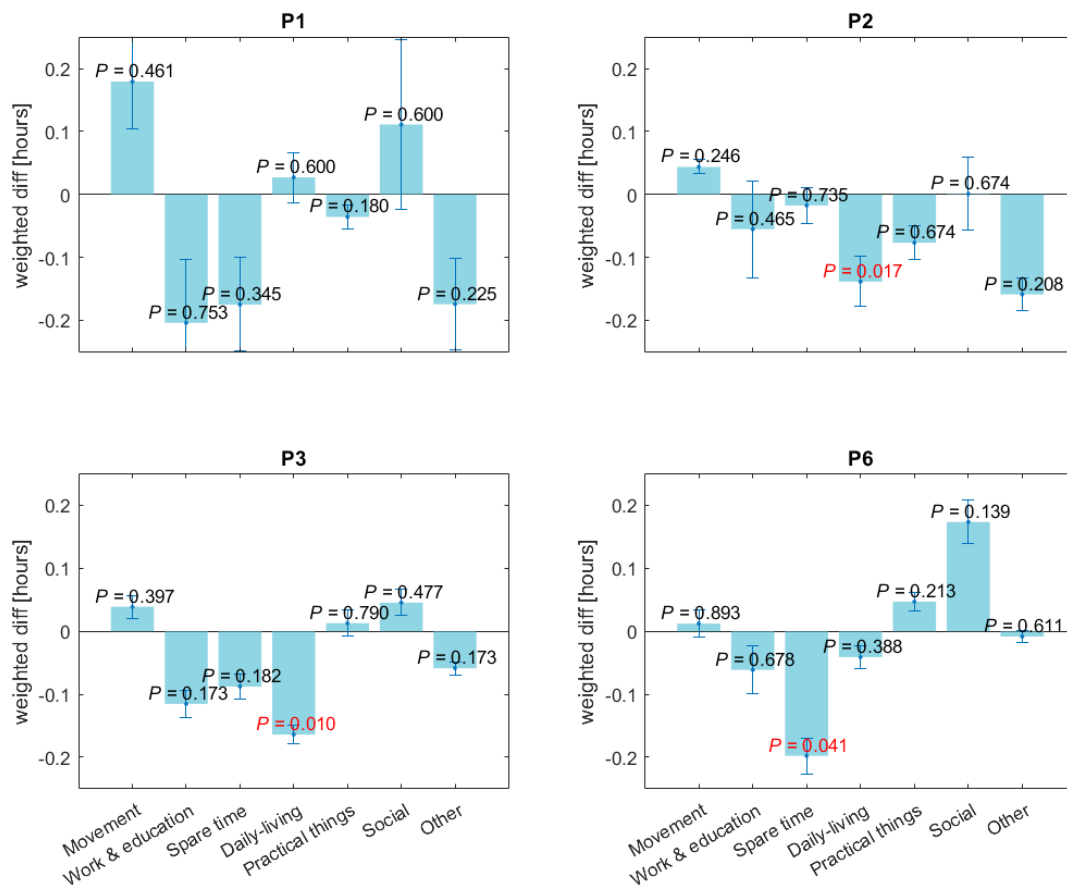 P1
weighted diff [hours]
0.2
0.1
0
-0.1
-0.2
P = 0.461
P = 0.753
P = 0.345
P = 0.600
P = 0.180
P = 0.600
P = 0.225
P2
weighted diff [hours]
0.2
0.1
0
-0.1
-0.2
P = 0.246
P = 0.465
P = 0.735
P = 0.017
P = 0.674
P = 0.674
P = 0.208
P3
weighted diff [hours]
0.2
0.1
0
-0.1
-0.2
P = 0.397
P = 0.173
P = 0.182
P = 0.010
P = 0.790
P = 0.477
P = 0.173
Movement
Work & education
Spare time
Daily-living
Practical things
Social
Other
P6
weighted diff [hours]
0.2
0.1
0
-0.1
-0.2
P = 0.893
P = 0.678
P = 0.041
P = 0.388
P = 0.213
P = 0.139
P = 0.611
Movement
Work & education
Spare time
Daily-living
Practical things
Social
Other